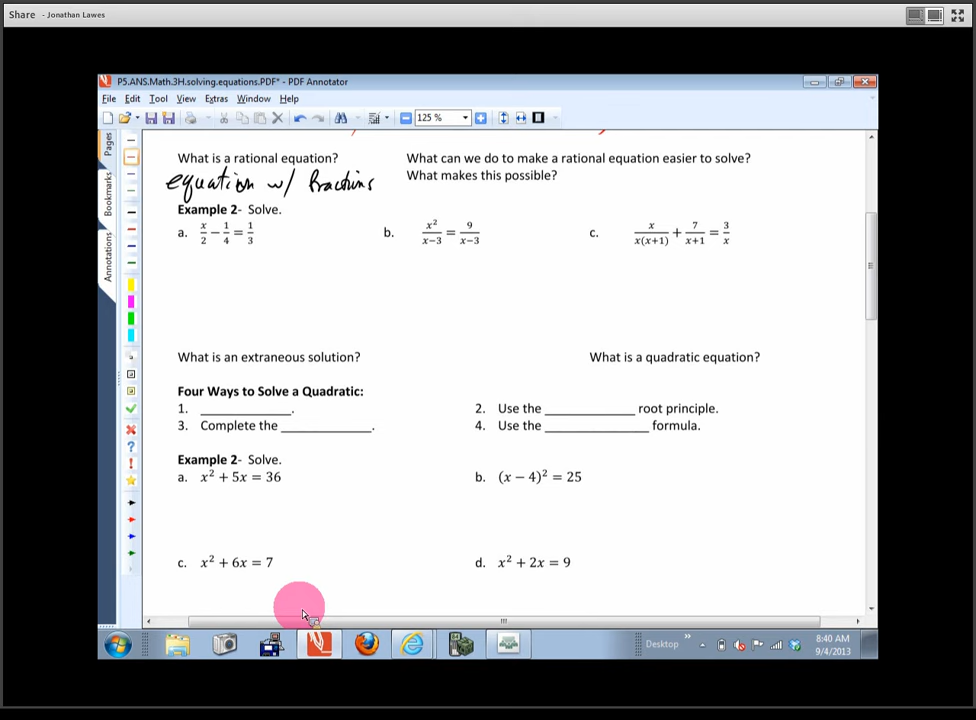 Share - Jonathan Lawes
P5.ANS.Math.3H.solving.equations.PDF* - PDF Annotator
File Edit Tool View Extras Window Help
125 %
Pages
Bookmarks
Annotations
What is a rational equation?
What can we do to make a rational equation easier to solve?
What makes this possible?
equation w/ fractions
Example 2- Solve.
a. x/2 − 1/4 = 1/3
b. x²/x−3 = 9/x−3
c. x/x(x+1) + 7/x+1 = 3/x
What is an extraneous solution?
What is a quadratic equation?
Four Ways to Solve a Quadratic:
1. ____________.
2. Use the ____________ root principle.
3. Complete the ____________.
4. Use the ____________ formula.
Example 2- Solve.
a. x² + 5x = 36
b. (x − 4)² = 25
c. x² + 6x = 7
d. x² + 2x = 9
Desktop
8:40 AM
9/4/2013